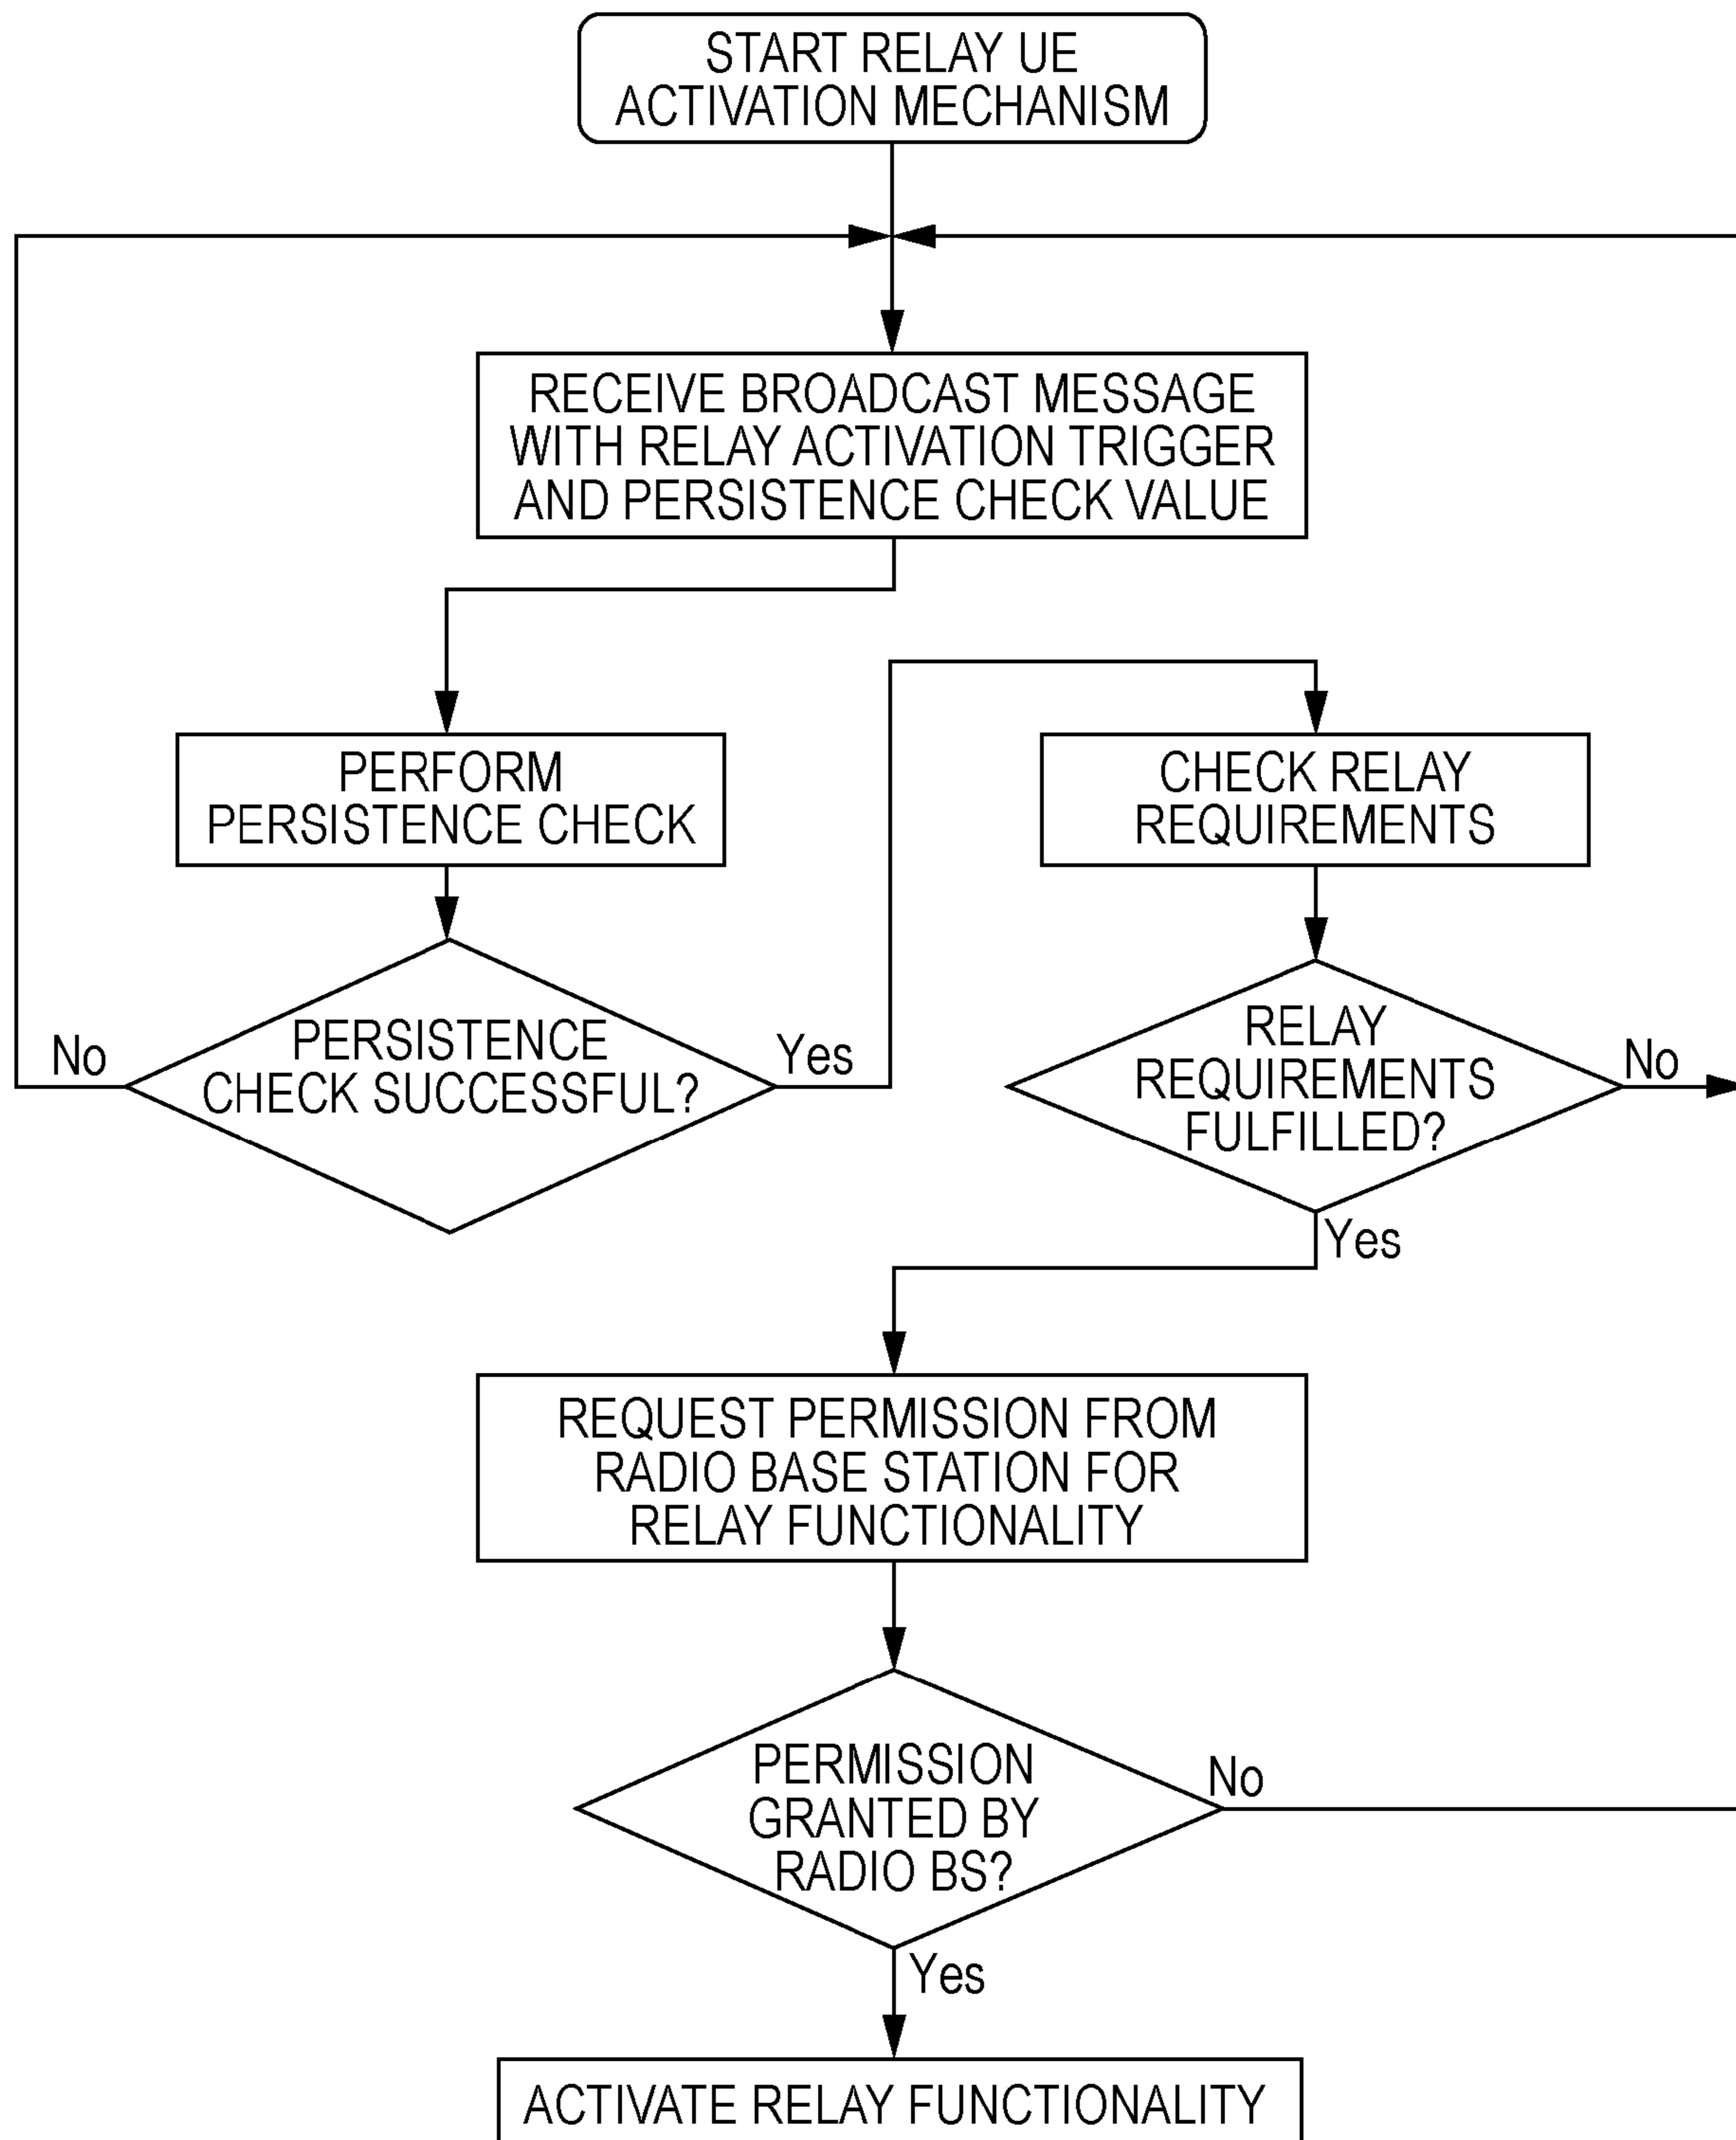 START RELAY UE
ACTIVATION MECHANISM
RECEIVE BROADCAST MESSAGE
WITH RELAY ACTIVATION TRIGGER
AND PERSISTENCE CHECK VALUE
PERFORM
PERSISTENCE CHECK
CHECK RELAY
REQUIREMENTS
No
PERSISTENCE
CHECK SUCCESSFUL?
Yes
RELAY
REQUIREMENTS
FULFILLED?
No
Yes
REQUEST PERMISSION FROM
RADIO BASE STATION FOR
RELAY FUNCTIONALITY
PERMISSION
GRANTED BY
RADIO BS?
No
Yes
ACTIVATE RELAY FUNCTIONALITY